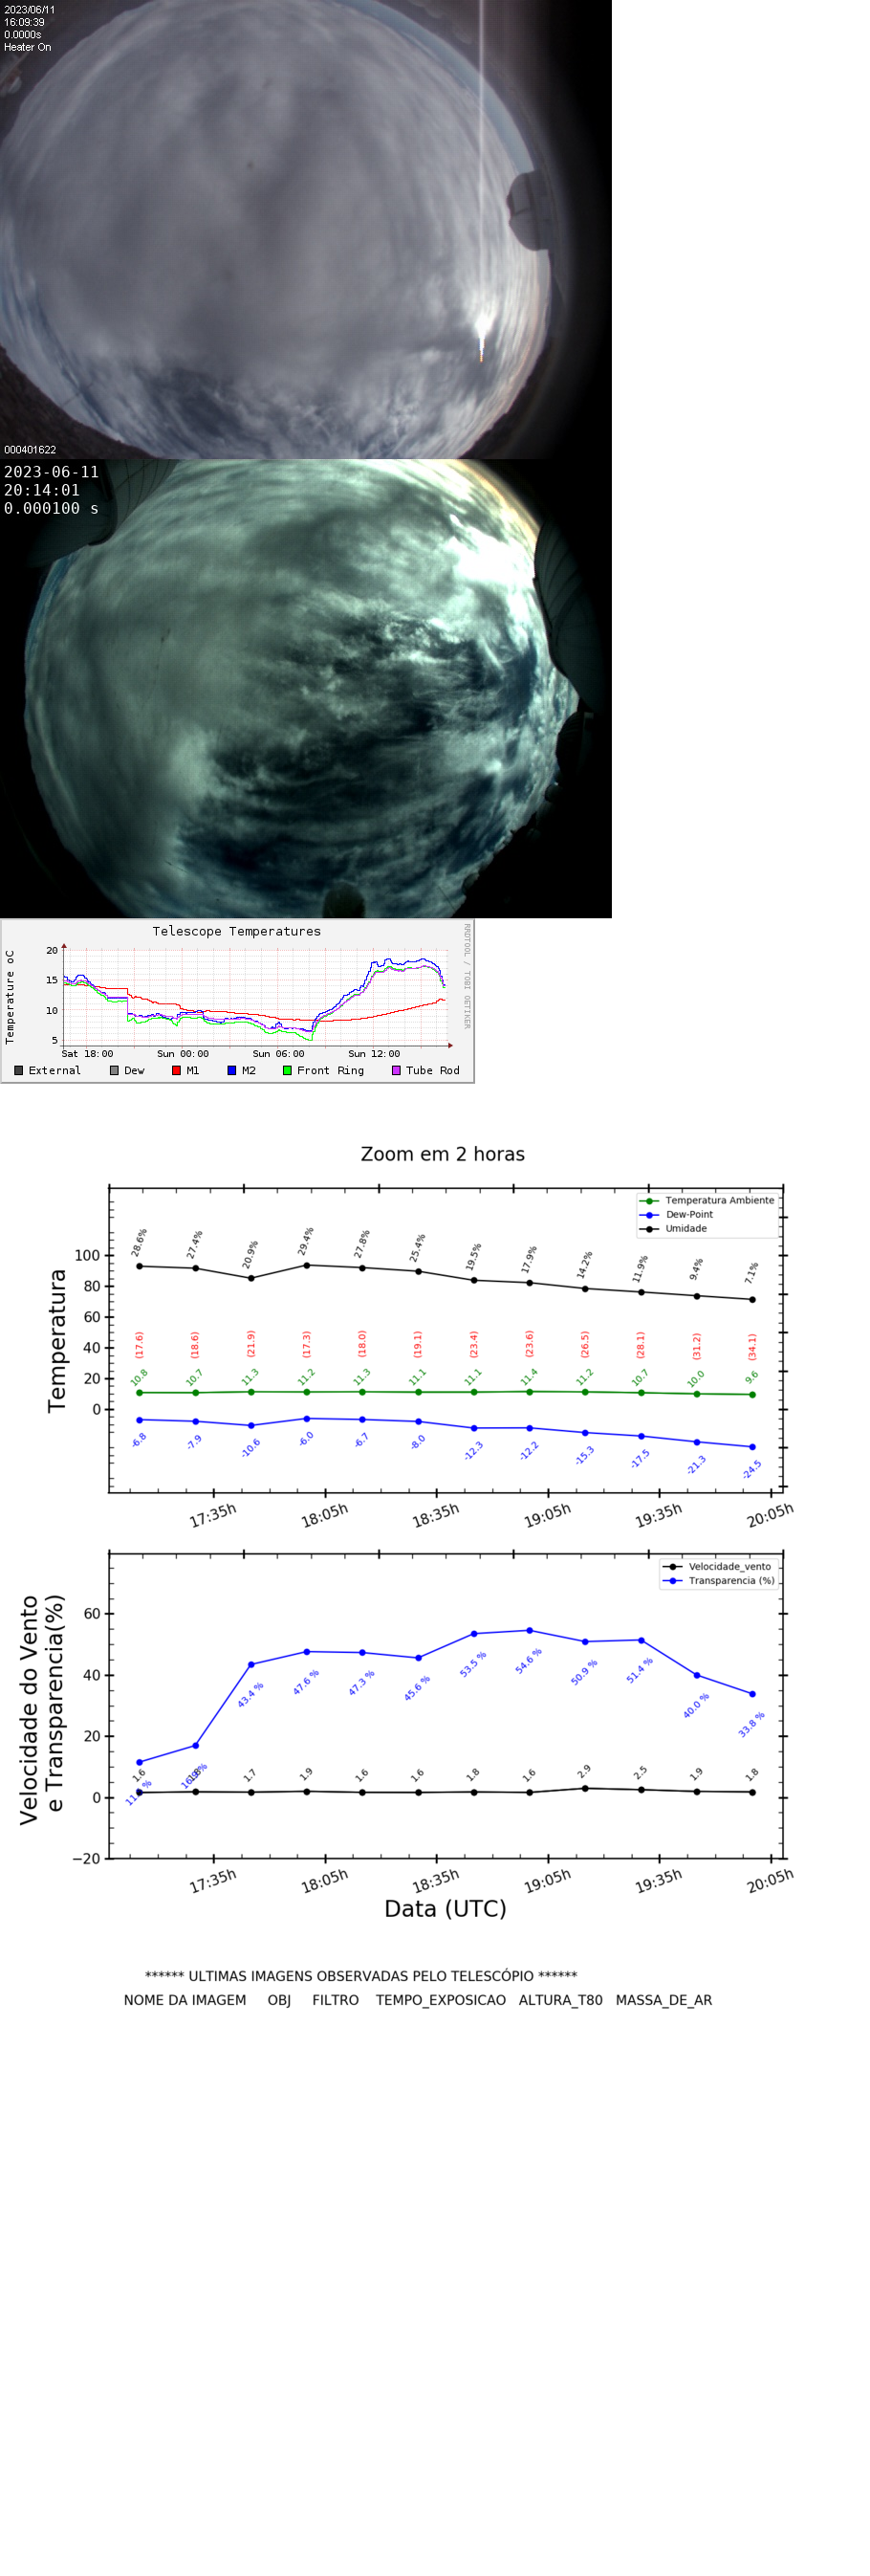 2023/06/11
16:09:39
0.0000s
Heater On
000401622
2023-06-11
20:14:01
0.000100 s
Telescope Temperatures
RRDTOOL / TOBI OETIKER
Temperature oC
20
15
10
5
Sat 18:00 Sun 00:00 Sun 06:00 Sun 12:00
External Dew M1 M2 Front Ring Tube Rod
Zoom em 2 horas
Temperatura Ambiente
Dew-Point
Umidade
Temperatura
100
80
60
40
20
0
28.6% 27.4% 20.9% 29.4% 27.8% 25.4% 19.5% 17.9% 14.2% 11.9% 9.4% 7.1%
(17.6) (18.6) (21.9) (17.3) (18.0) (19.1) (23.4) (23.6) (26.5) (28.1) (31.2) (34.1)
10.8 10.7 11.3 11.2 11.3 11.1 11.1 11.4 11.2 10.7 10.0 9.6
-6.8 -7.9 -10.6 -6.0 -6.7 -8.0 -12.3 -12.2 -15.3 -17.5 -21.3 -24.5
17:35h 18:05h 18:35h 19:05h 19:35h 20:05h
Velocidade_vento
Transparencia (%)
Velocidade do Vento
e Transparencia(%)
60
40
20
0
−20
43.4 % 47.6 % 47.3 % 45.6 % 53.5 % 54.6 % 50.9 % 51.4 % 40.0 % 33.8 %
1.6 1.7 1.9 1.6 1.6 1.8 1.6 2.9 2.5 1.9 1.8
17:35h 18:05h 18:35h 19:05h 19:35h 20:05h
Data (UTC)
****** ULTIMAS IMAGENS OBSERVADAS PELO TELESCÓPIO ******
NOME DA IMAGEM OBJ FILTRO TEMPO_EXPOSICAO ALTURA_T80 MASSA_DE_AR